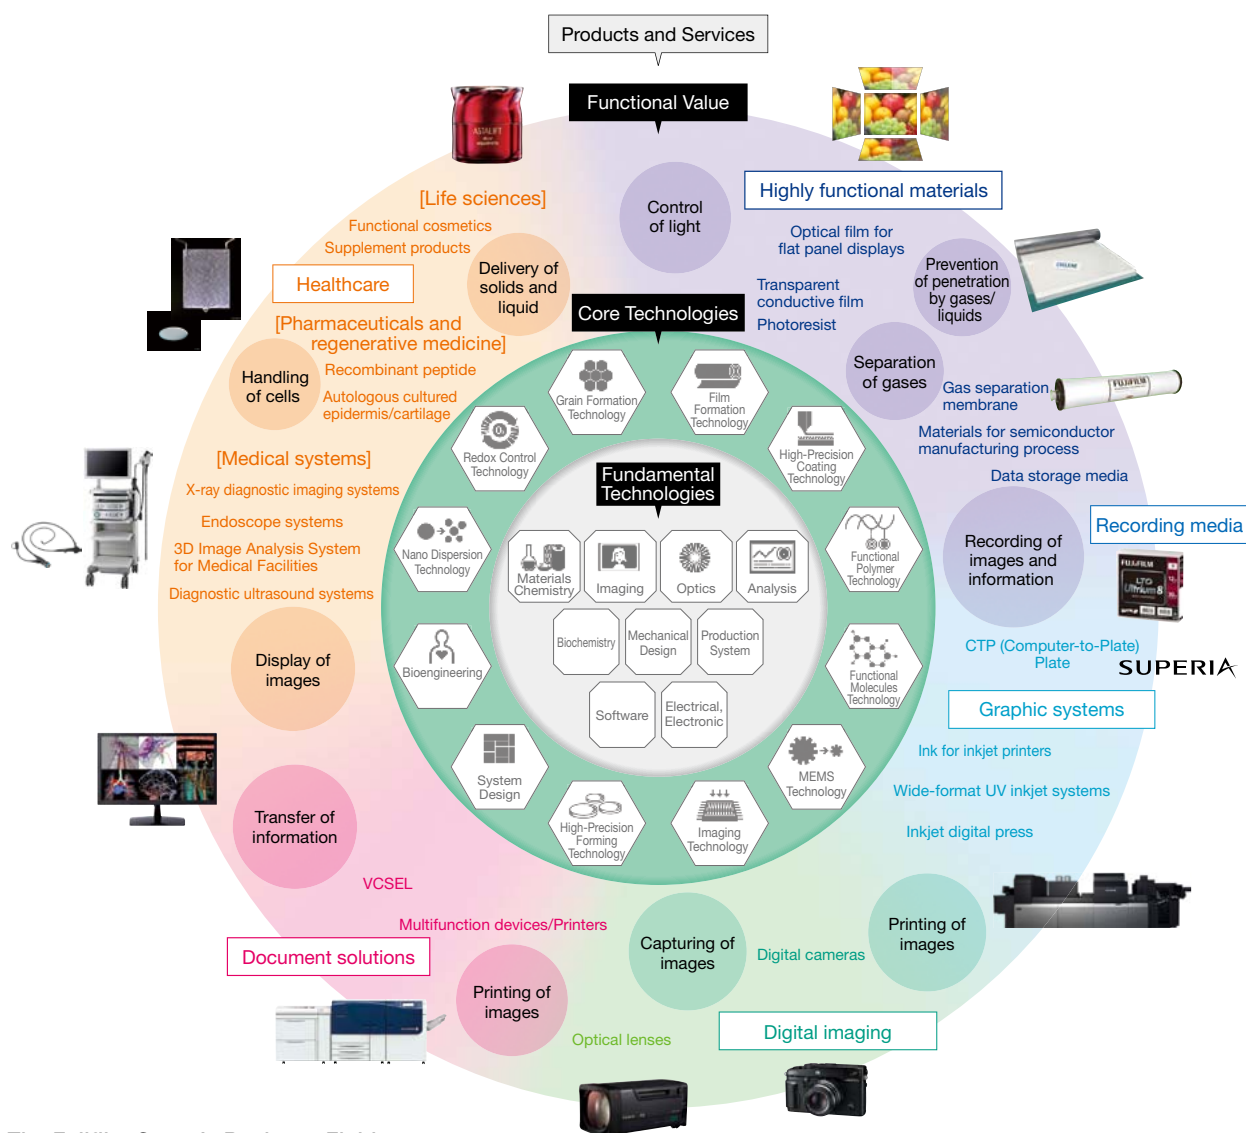 Products and Services
Functional Value
ASTALIFT
[Life sciences]
Functional cosmetics
Supplement products
Control
of light
Highly functional materials
Optical film for
flat panel displays
Delivery of
solids and
liquid
Healthcare
Prevention
of penetration
by gases/
liquids
Transparent
conductive film
Photoresist
Core Technologies
[Pharmaceuticals and
regenerative medicine]
Recombinant peptide
Autologous cultured
epidermis/cartilage
Handling
of cells
Separation
of gases
Gas separation
membrane
FUJIFILM
Materials for semiconductor
manufacturing process
Data storage media
Grain Formation
Technology
Film
Formation
Technology
O₂
Redox Control
Technology
High-Precision
Coating
Technology
[Medical systems]
X-ray diagnostic imaging systems
Endoscope systems
3D Image Analysis System
for Medical Facilities
Diagnostic ultrasound systems
Fundamental
Technologies
Nano Dispersion
Technology
Functional
Polymer
Technology
Materials
Chemistry
Imaging
Optics
Analysis
Recording of
images and
information
Recording media
FUJIFILM
LTO
Ultrium 8
Biochemistry
Mechanical
Design
Production
System
Bioengineering
Functional
Molecules
Technology
CTP (Computer-to-Plate)
Plate
SUPERIA
Display of
images
Software
Electrical,
Electronic
Graphic systems
Ink for inkjet printers
Wide-format UV inkjet systems
Inkjet digital press
System
Design
MEMS
Technology
High-Precision
Forming
Technology
Imaging
Technology
Transfer of
information
VCSEL
Multifunction devices/Printers
Document solutions
Capturing of
images
Digital cameras
Printing of
images
Printing of
images
Optical lenses
Digital imaging